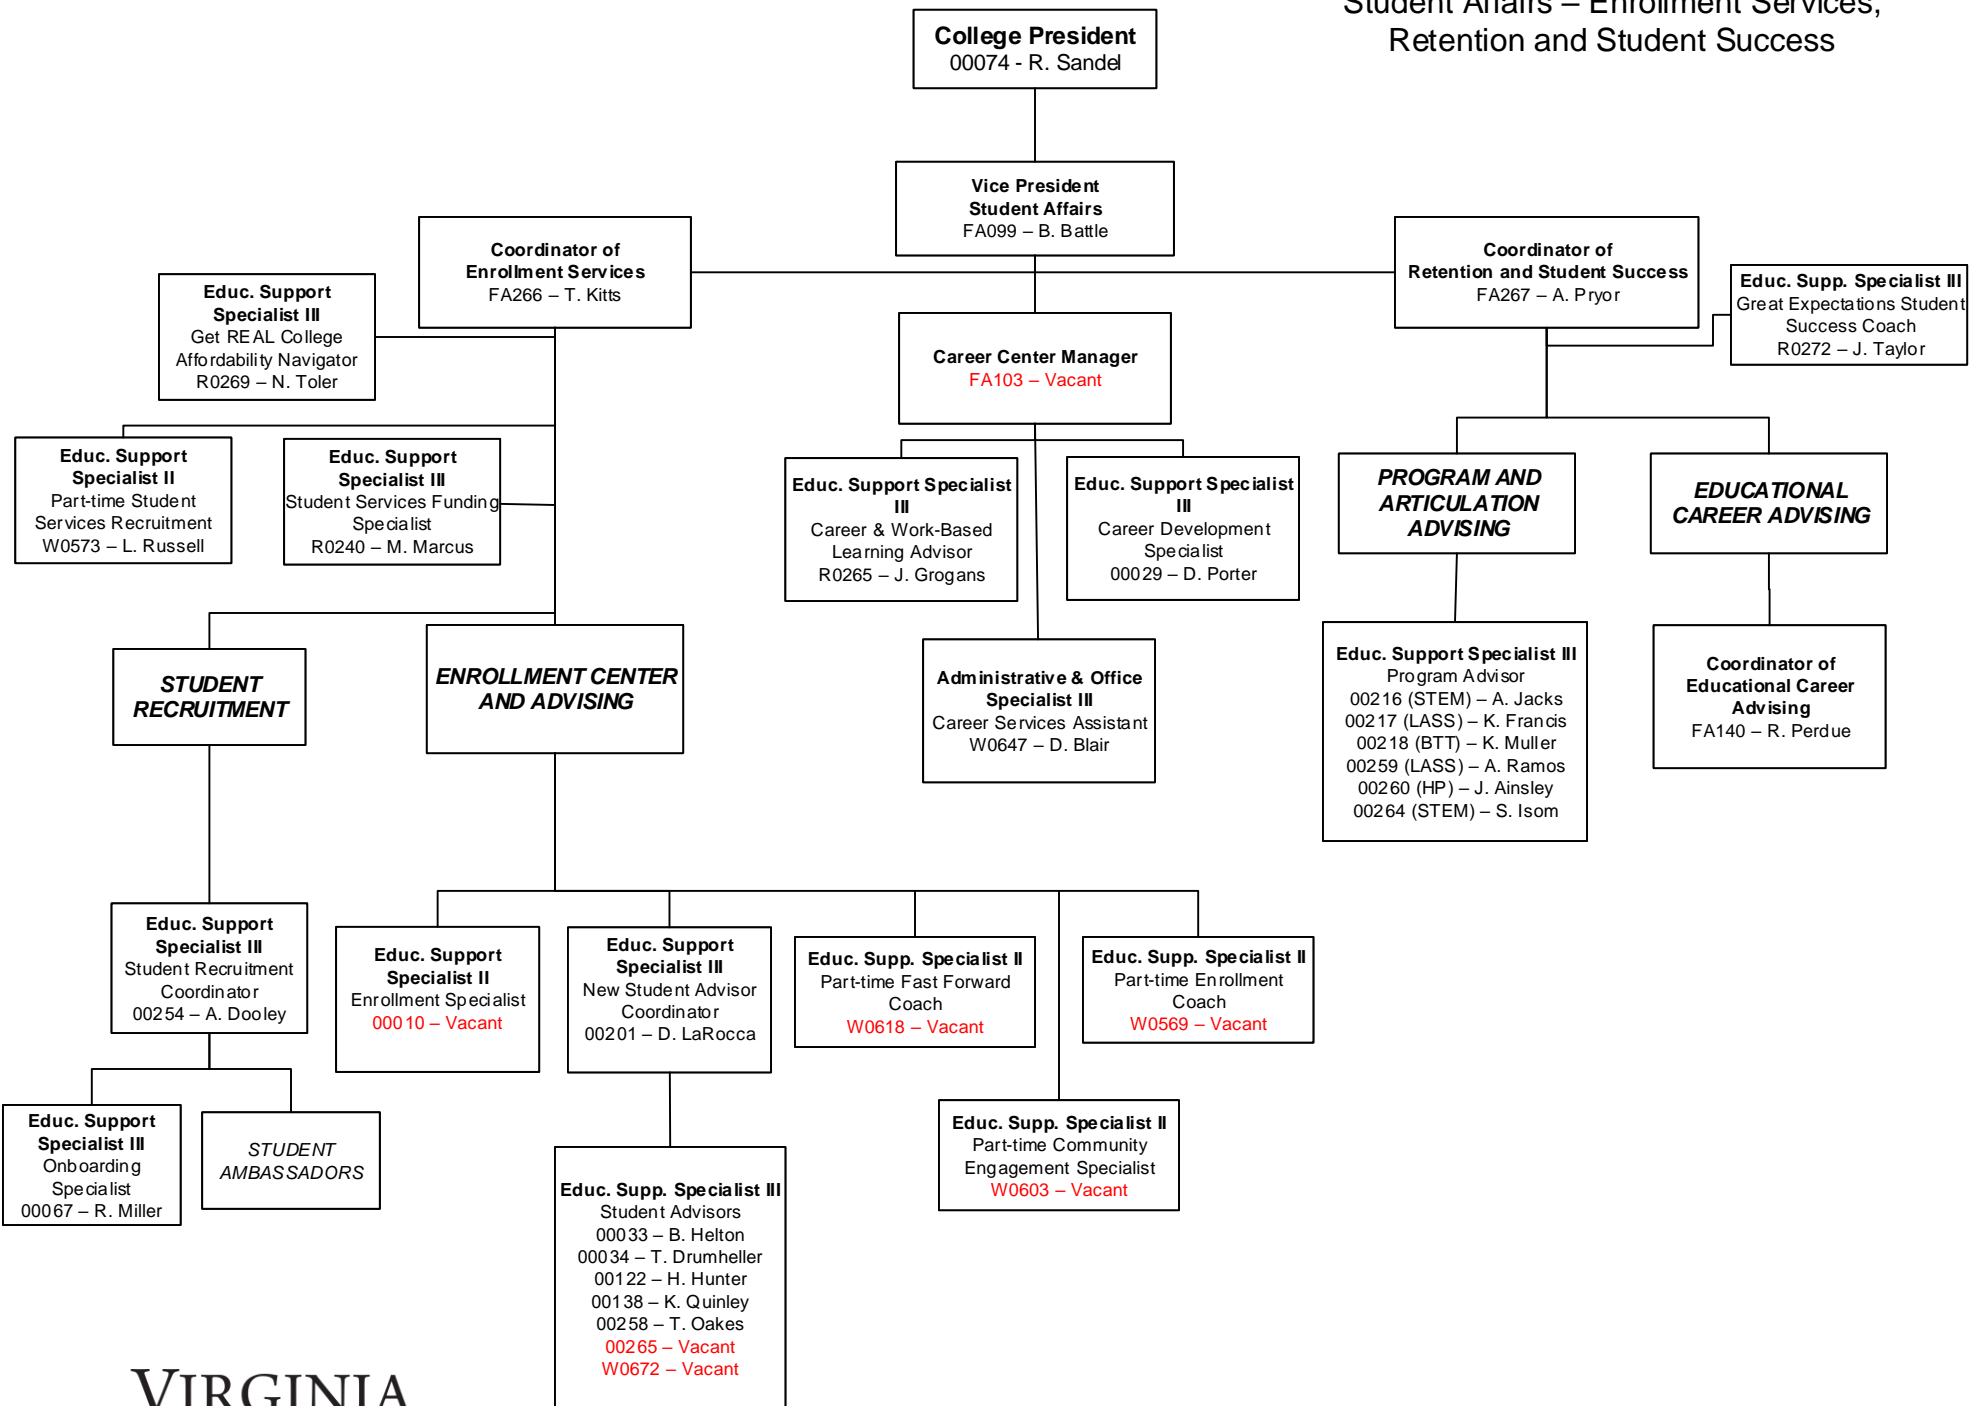 Student Affairs – Enrollment Services,
Retention and Student Success
College President
00074 - R. Sandel
Vice President
Student Affairs
FA099 – B. Battle
Coordinator of
Enrollment Services
FA266 – T. Kitts
Coordinator of
Retention and Student Success
FA267 – A. Pryor
Educ. Support
Specialist III
Get REAL College
Affordability Navigator
R0269 – N. Toler
Educ. Supp. Specialist III
Great Expectations Student
Success Coach
R0272 – J. Taylor
Career Center Manager
FA103 – Vacant
Educ. Support
Specialist II
Part-time Student
Services Recruitment
W0573 – L. Russell
Educ. Support
Specialist III
Student Services Funding
Specialist
R0240 – M. Marcus
Educ. Support Specialist
III
Career & Work-Based
Learning Advisor
R0265 – J. Grogans
Educ. Support Specialist
III
Career Development
Specialist
00029 – D. Porter
PROGRAM AND
ARTICULATION
ADVISING
EDUCATIONAL
CAREER ADVISING
STUDENT
RECRUITMENT
ENROLLMENT CENTER
AND ADVISING
Administrative & Office
Specialist III
Career Services Assistant
W0647 – D. Blair
Educ. Support Specialist III
Program Advisor
00216 (STEM) – A. Jacks
00217 (LASS) – K. Francis
00218 (BTT) – K. Muller
00259 (LASS) – A. Ramos
00260 (HP) – J. Ainsley
00264 (STEM) – S. Isom
Coordinator of
Educational Career
Advising
FA140 – R. Perdue
Educ. Support
Specialist III
Student Recruitment
Coordinator
00254 – A. Dooley
Educ. Support
Specialist II
Enrollment Specialist
00010 – Vacant
Educ. Support
Specialist III
New Student Advisor
Coordinator
00201 – D. LaRocca
Educ. Supp. Specialist II
Part-time Fast Forward
Coach
W0618 – Vacant
Educ. Supp. Specialist II
Part-time Enrollment
Coach
W0569 – Vacant
Educ. Support
Specialist III
Onboarding
Specialist
00067 – R. Miller
STUDENT
AMBASSADORS
Educ. Supp. Specialist II
Part-time Community
Engagement Specialist
W0603 – Vacant
Educ. Supp. Specialist III
Student Advisors
00033 – B. Helton
00034 – T. Drumheller
00122 – H. Hunter
00138 – K. Quinley
00258 – T. Oakes
00265 – Vacant
W0672 – Vacant
VIRGINIA